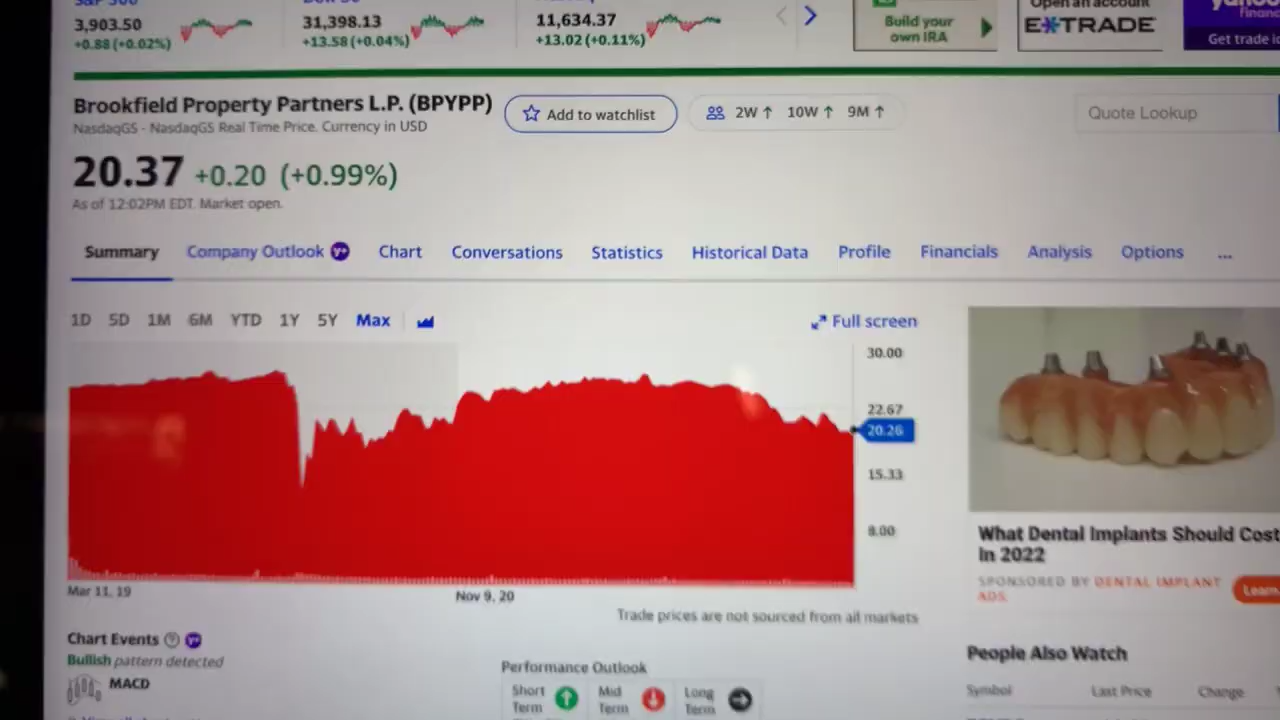 S&P 500
3,903.50
+0.88 (+0.02%)
31,398.13
+13.58 (+0.04%)
11,634.37
+13.02 (+0.11%)
Build your
own IRA
Open an account
E*TRADE
Get trade
Brookfield Property Partners L.P. (BPYPP)
Add to watchlist
2W ↑ 10W ↑ 9M ↑
Quote Lookup
NasdaqGS - NasdaqGS Real Time Price. Currency in USD
20.37 +0.20 (+0.99%)
As of 12:02PM EDT. Market open.
Summary Company Outlook Y+ Chart Conversations Statistics Historical Data Profile Financials Analysis Options ...
1D 5D 1M 6M YTD 1Y 5Y Max
Full screen
30.00
22.67
20.26
15.33
8.00
Mar 11, 19
Nov 9, 20
Trade prices are not sourced from all markets
What Dental Implants Should Cost
In 2022
SPONSORED BY DENTAL IMPLANT
ADS
Learn
Chart Events ? Y+
Bullish pattern detected
MACD
Performance Outlook
Short
Term
Mid
Term
Long
Term
People Also Watch
Symbol Last Price Change